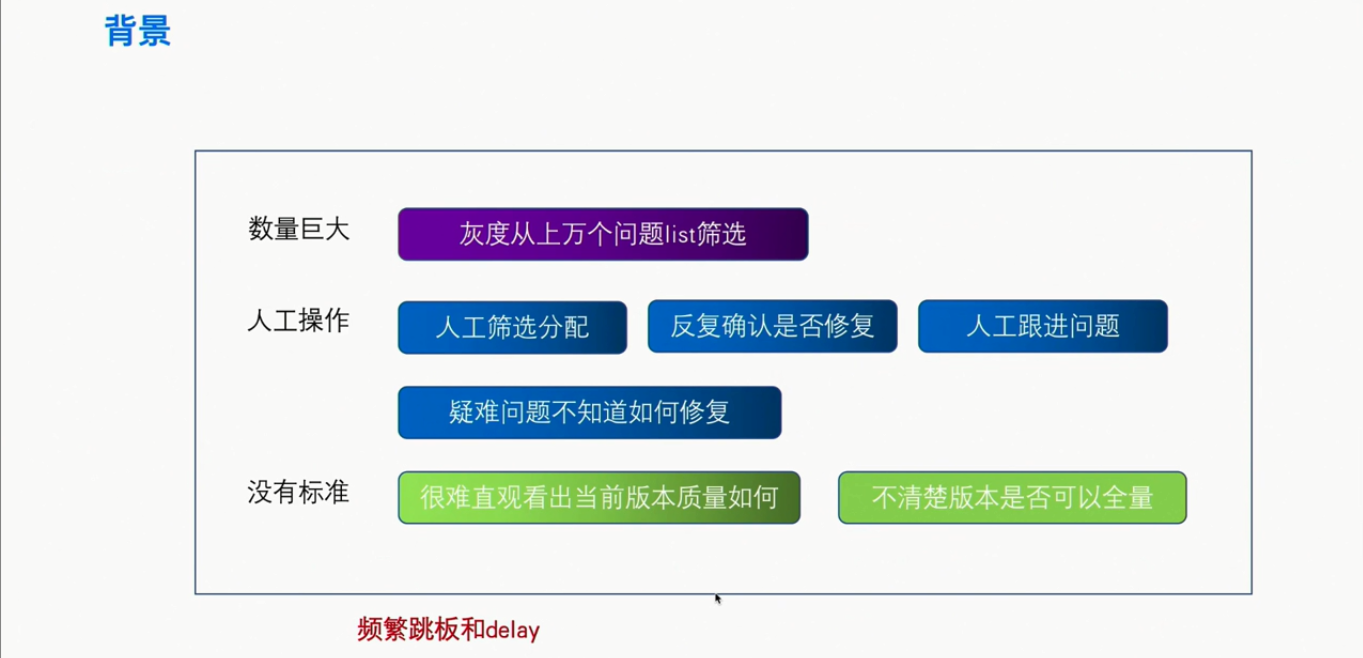 背景
数量巨大
灰度从上万个问题list筛选
人工操作
人工筛选分配
反复确认是否修复
人工跟进问题
疑难问题不知道如何修复
没有标准
很难直观看出当前版本质量如何
不清楚版本是否可以全量
频繁跳板和delay